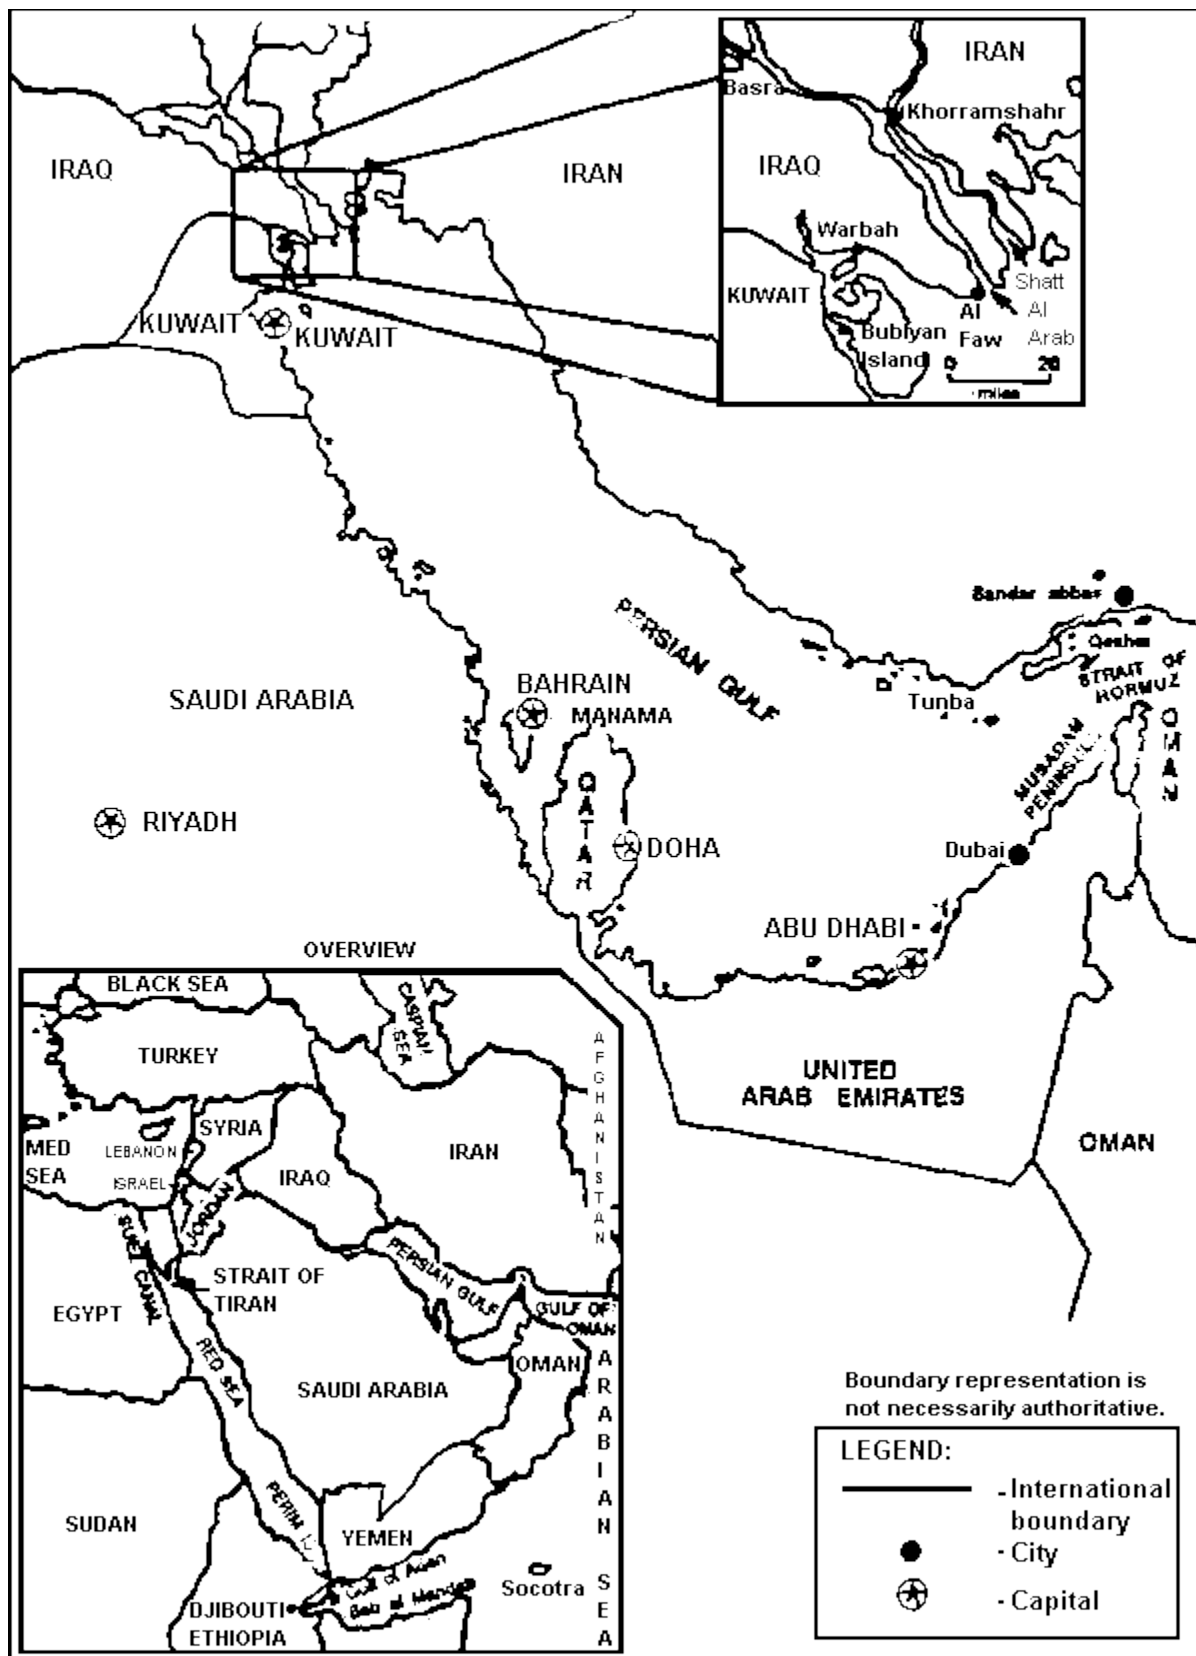 IRAN
Basra
Khorramshahr
IRAQ
Warbah
KUWAIT
Shatt
Al
Arab
Al
Faw
Bubiyan
Island
0 20
miles
IRAQ
IRAN
KUWAIT
KUWAIT
PERSIAN GULF
Bandar abbas
Qeshm
STRAIT OF
HORMUZ
Tunba
BAHRAIN
MANAMA
SAUDI ARABIA
QATAR
OMAN
MUSADAM
PENINSULA
RIYADH
DOHA
Dubai
ABU DHABI
UNITED
ARAB EMIRATES
OMAN
OVERVIEW
BLACK SEA
CASPIAN
SEA
AFGHANISTAN
TURKEY
SYRIA
MED
SEA
LEBANON
IRAN
IRAQ
ISRAEL
JORDAN
SUEZ CANAL
PERSIAN GULF
STRAIT OF
TIRAN
EGYPT
GULF OF
OMAN
RED SEA
OMAN
SAUDI ARABIA
ARABIAN SEA
PERIM
SUDAN
YEMEN
Gulf of Aden
Bab el Mandeb
Socotra
DJIBOUTI
ETHIOPIA
Boundary representation is
not necessarily authoritative.
LEGEND:
- International
boundary
- City
- Capital